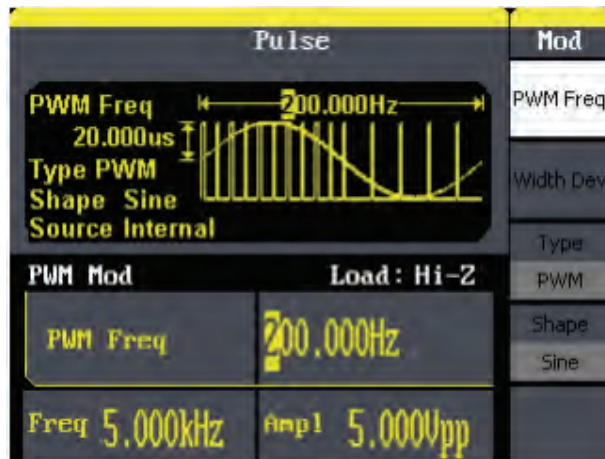 Pulse
Mod
PWM Freq
200.000Hz
20.000us
Type PWM
Shape Sine
Source Internal
PWM Mod
Load: Hi-Z
PWM Freq
200.000Hz
Freq 5.000kHz
Ampl 5.000Vpp
PWM Freq
Width Dev
Type
PWM
Shape
Sine